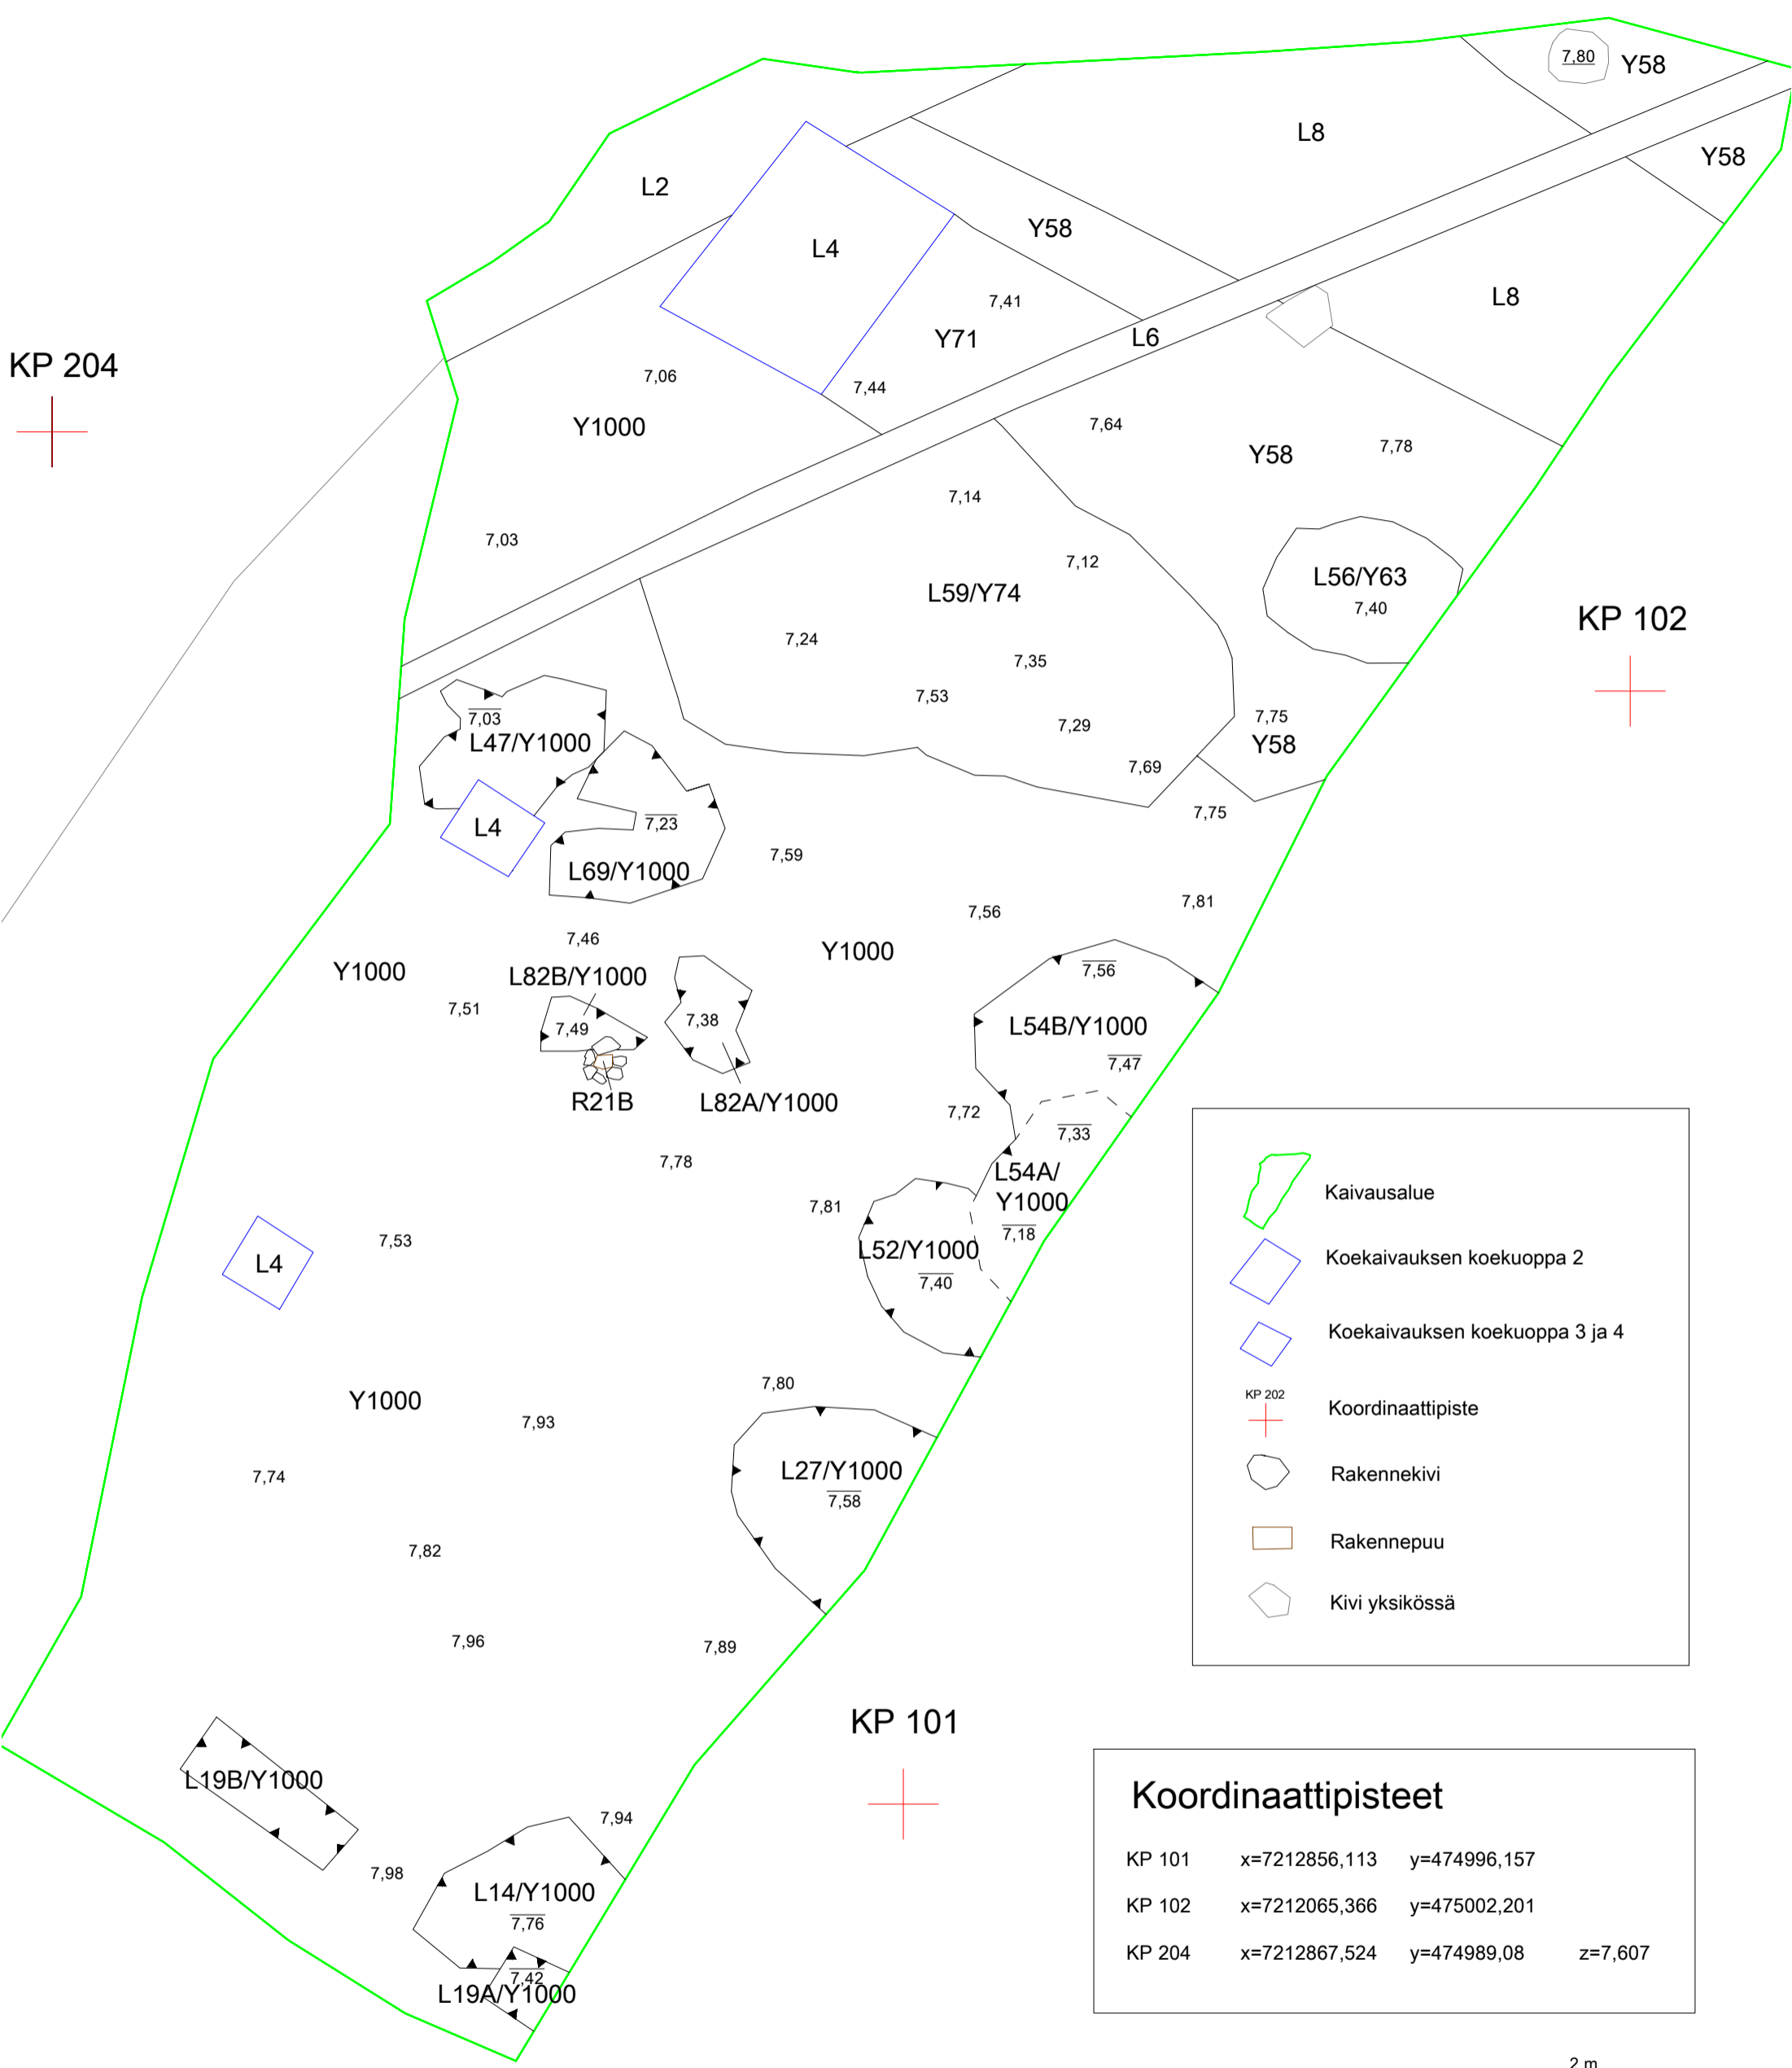 7,80
Y58
L8
Y58
L2
Y58
L4
7,41
L8
Y71
L6
KP 204
7,06
7,44
Y1000
7,64
Y58
7,78
7,14
7,03
7,12
L56/Y63
L59/Y74
7,40
KP 102
7,24
7,35
7,53
7,03
7,29
7,75
L47/Y1000
Y58
7,69
7,75
L4
7,23
7,59
L69/Y1000
7,81
7,56
7,46
Y1000
Y1000
7,56
L82B/Y1000
7,51
7,49
7,38
L54B/Y1000
7,47
R21B
L82A/Y1000
7,72
7,33
7,78
L54A/
Y1000
7,81
7,18
7,53
L52/Y1000
L4
7,40
7,80
Y1000
7,93
7,74
L27/Y1000
7,58
7,82
7,96
7,89
KP 101
L19B/Y1000
7,94
7,98
L14/Y1000
7,76
7,42
L19A/Y1000
Kaivausalue
Koekaivauksen koekuoppa 2
Koekaivauksen koekuoppa 3 ja 4
KP 202
Koordinaattipiste
Rakennekivi
Rakennepuu
Kivi yksikössä
Koordinaattipisteet
KP 101 x=7212856,113 y=474996,157
KP 102 x=7212065,366 y=475002,201
KP 204 x=7212867,524 y=474989,08 z=7,607
2 m